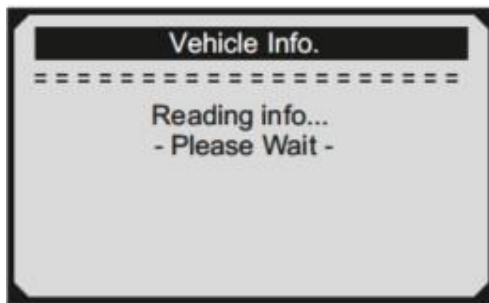 Vehicle Info.
= = = = = = = = = = = = = = = = = = = =
Reading info...
- Please Wait -